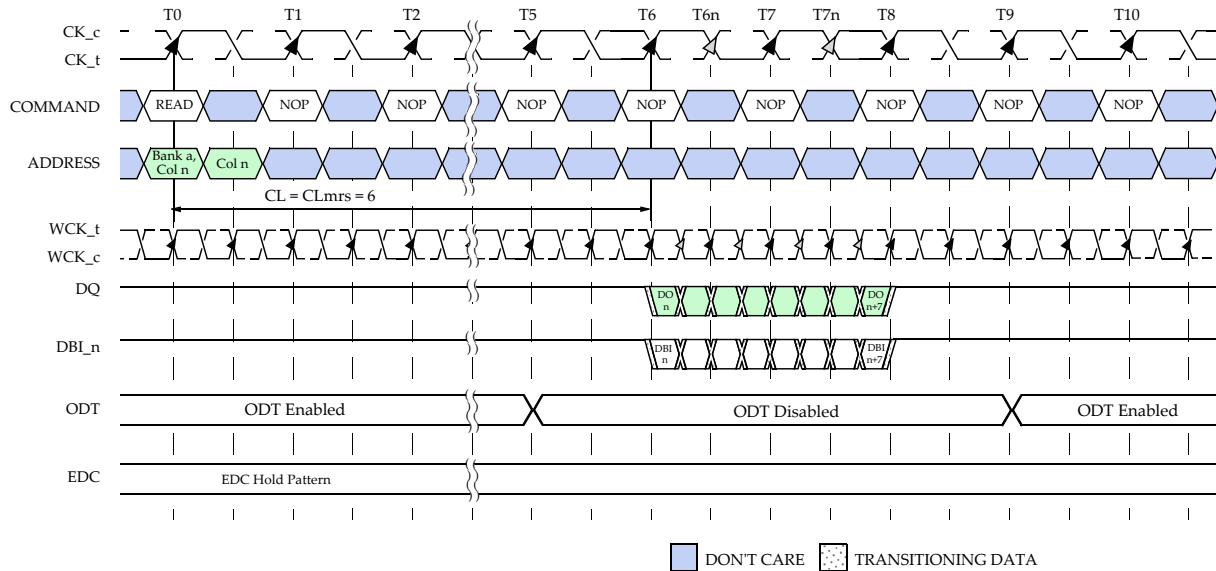 T0 T1 T2 T5 T6 T6n T7 T7n T8 T9 T10
CK_c
CK_t
COMMAND READ NOP NOP NOP NOP NOP NOP NOP NOP
ADDRESS Bank a, Col n Col n
CL = CLmrs = 6
WCK_t
WCK_c
DQ DO n DO n+7
DBI_n DBI n DBI n+7
ODT ODT Enabled ODT Disabled ODT Enabled
EDC EDC Hold Pattern
DON'T CARE TRANSITIONING DATA